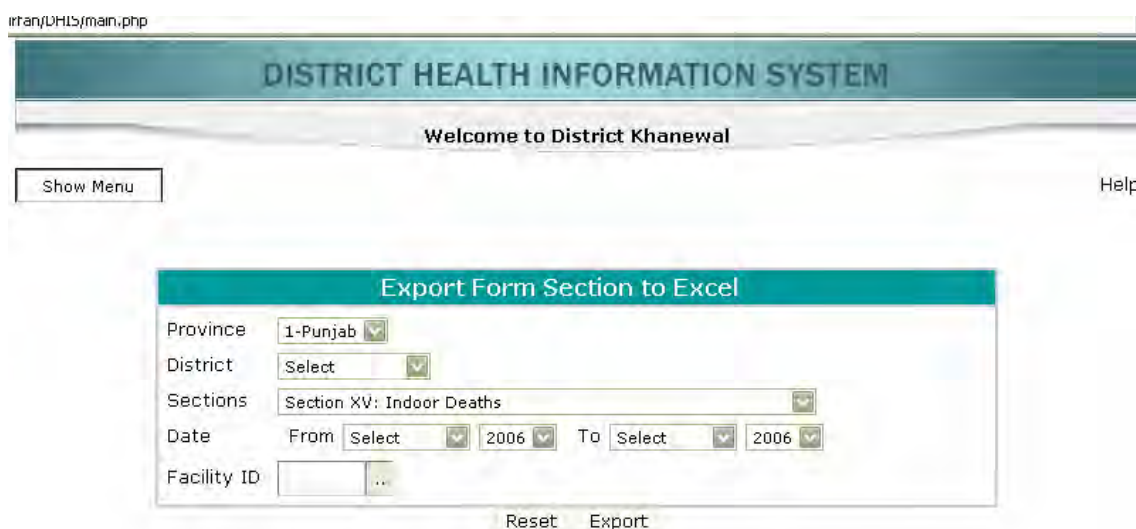 irfan/DHIS/main.php
DISTRICT HEALTH INFORMATION SYSTEM
Welcome to District Khanewal
Show Menu Help
Export Form Section to Excel
Province 1-Punjab
District Select
Sections Section XV: Indoor Deaths
Date From Select 2006 To Select 2006
Facility ID ...
Reset Export